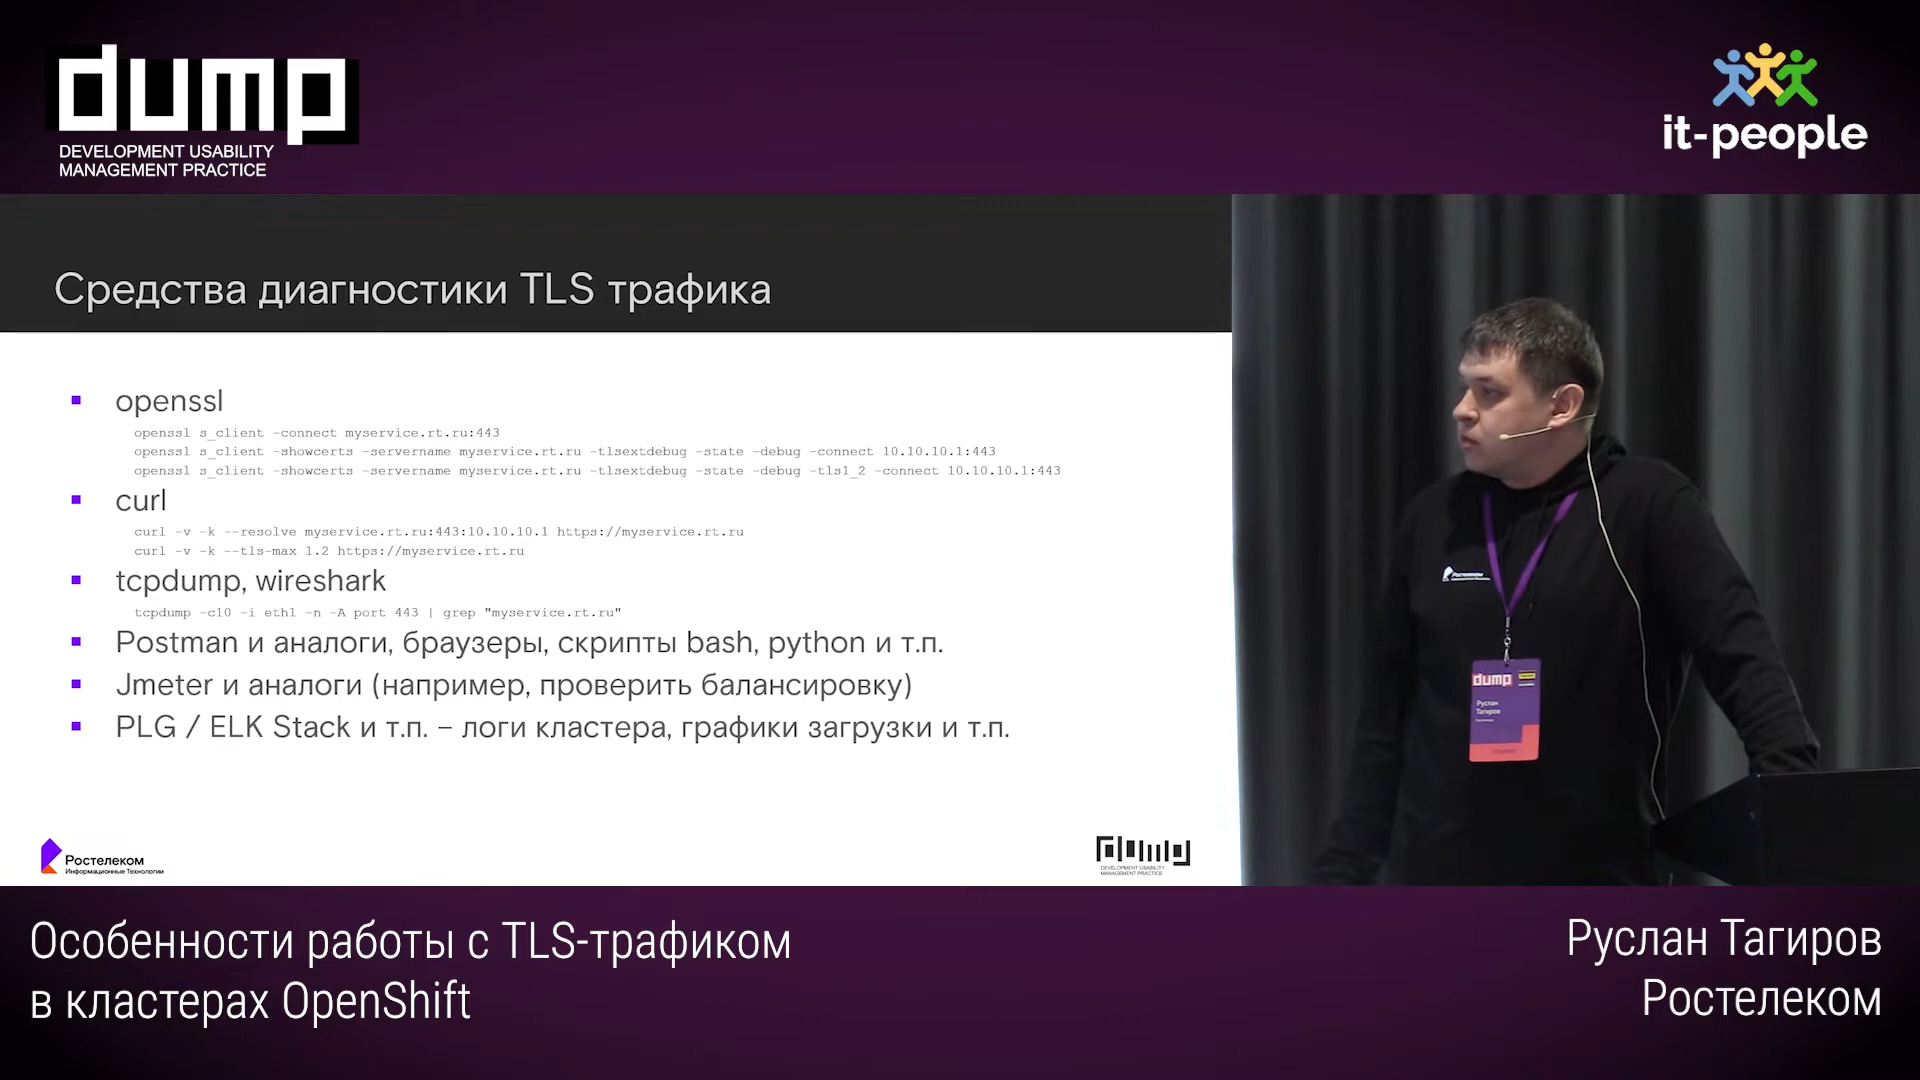 dump
DEVELOPMENT USABILITY
MANAGEMENT PRACTICE
it-people
Средства диагностики TLS трафика
openssl
openssl s_client -connect myservice.rt.ru:443
openssl s_client -showcerts -servername myservice.rt.ru -tlsextdebug -state -debug -connect 10.10.10.1:443
openssl s_client -showcerts -servername myservice.rt.ru -tlsextdebug -state -debug -tls1_2 -connect 10.10.10.1:443
curl
curl -v -k --resolve myservice.rt.ru:443:10.10.10.1 https://myservice.rt.ru
curl -v -k --tls-max 1.2 https://myservice.rt.ru
tcpdump, wireshark
tcpdump -c10 -i eth1 -n -A port 443 | grep "myservice.rt.ru"
Postman и аналоги, браузеры, скрипты bash, python и т.п.
Jmeter и аналоги (например, проверить балансировку)
PLG / ELK Stack и т.п. – логи кластера, графики загрузки и т.п.
Ростелеком
Информационные Технологии
dump
DEVELOPMENT USABILITY
MANAGEMENT PRACTICE
Ростелеком
dump
Руслан
Тагиров
Особенности работы с TLS-трафиком
в кластерах OpenShift
Руслан Тагиров
Ростелеком